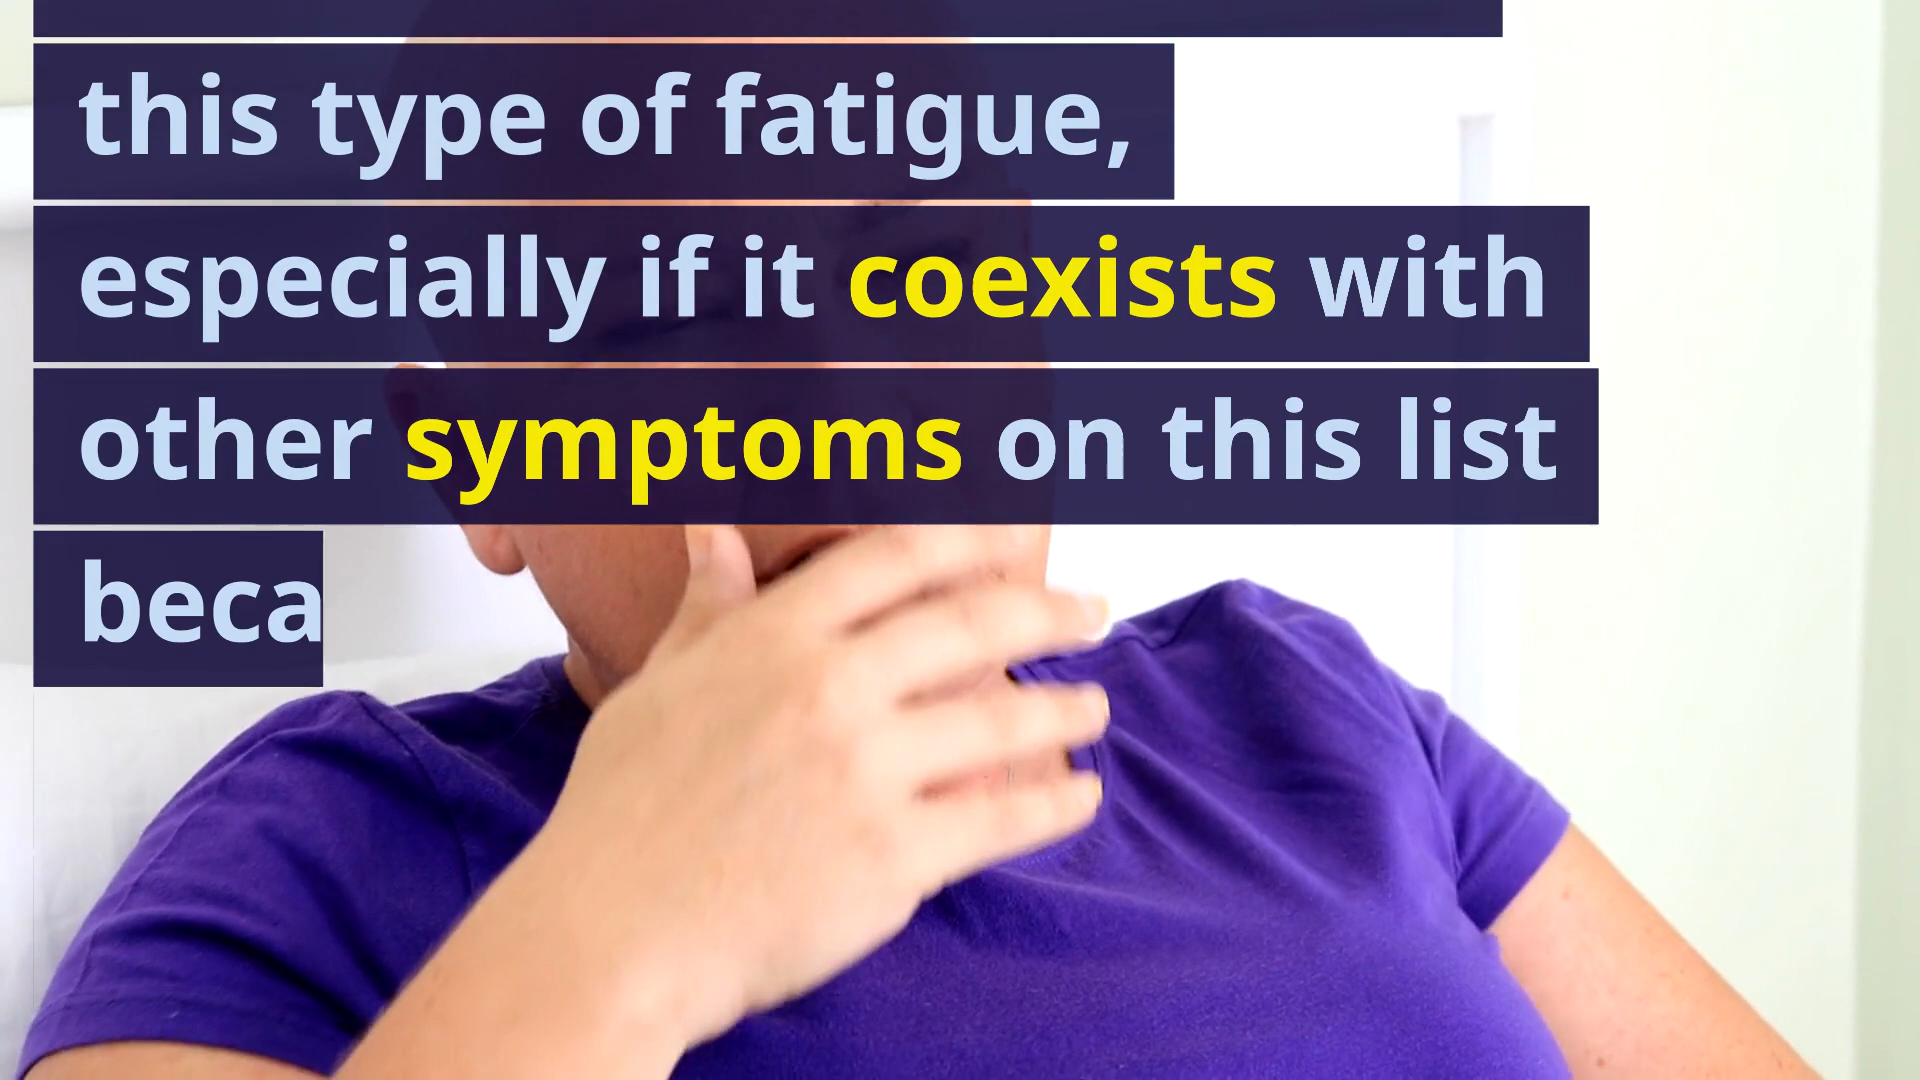 this type of fatigue,
especially if it coexists with
other symptoms on this list
beca